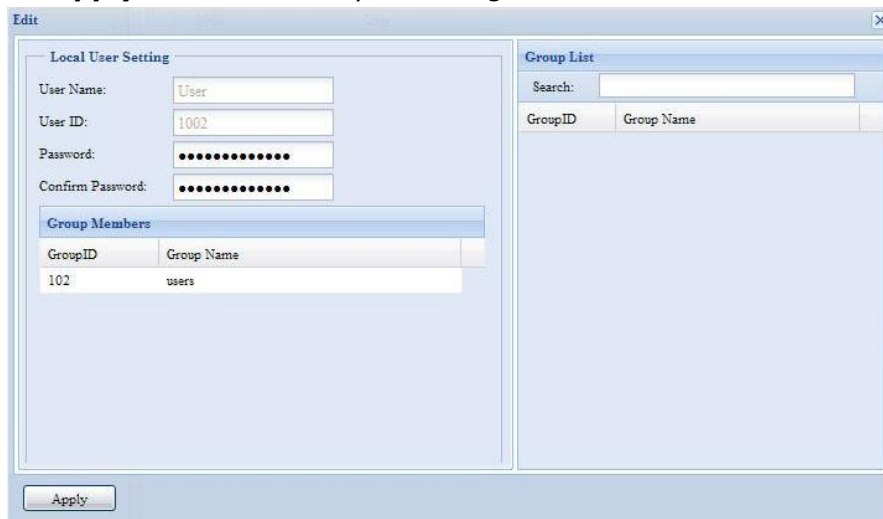 Edit
Local User Setting
User Name: User
User ID: 1002
Password: •••••••••••••
Confirm Password: •••••••••••••
Group Members
GroupID Group Name
102 users
Group List
Search:
GroupID Group Name
Apply